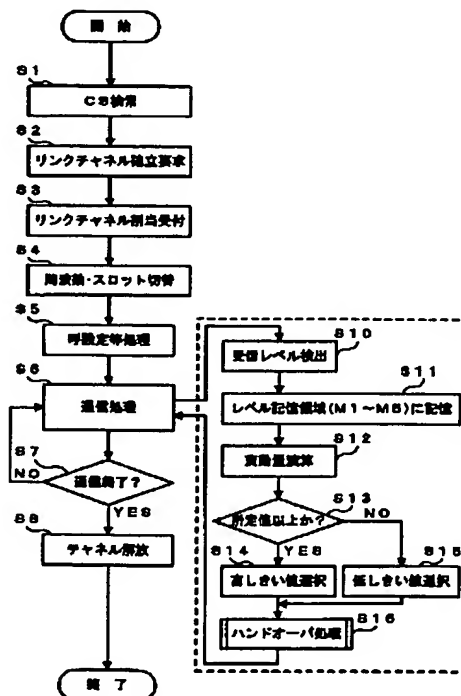 開始
S1
CS検索
S2
リンクチャネル確立要求
S3
リンクチャネル割当受付
S4
周波数・スロット切替
S5
呼設定等処理
S6
通信処理
S7
通信終了?
NO
YES
S8
チャネル解放
終了
S10
受信レベル検出
S11
レベル記憶領域(M1~M5)に記憶
S12
変動量演算
S13
所定値以上か?
NO
YES
S14
高しきい値選択
S15
低しきい値選択
S16
ハンドオーバ処理